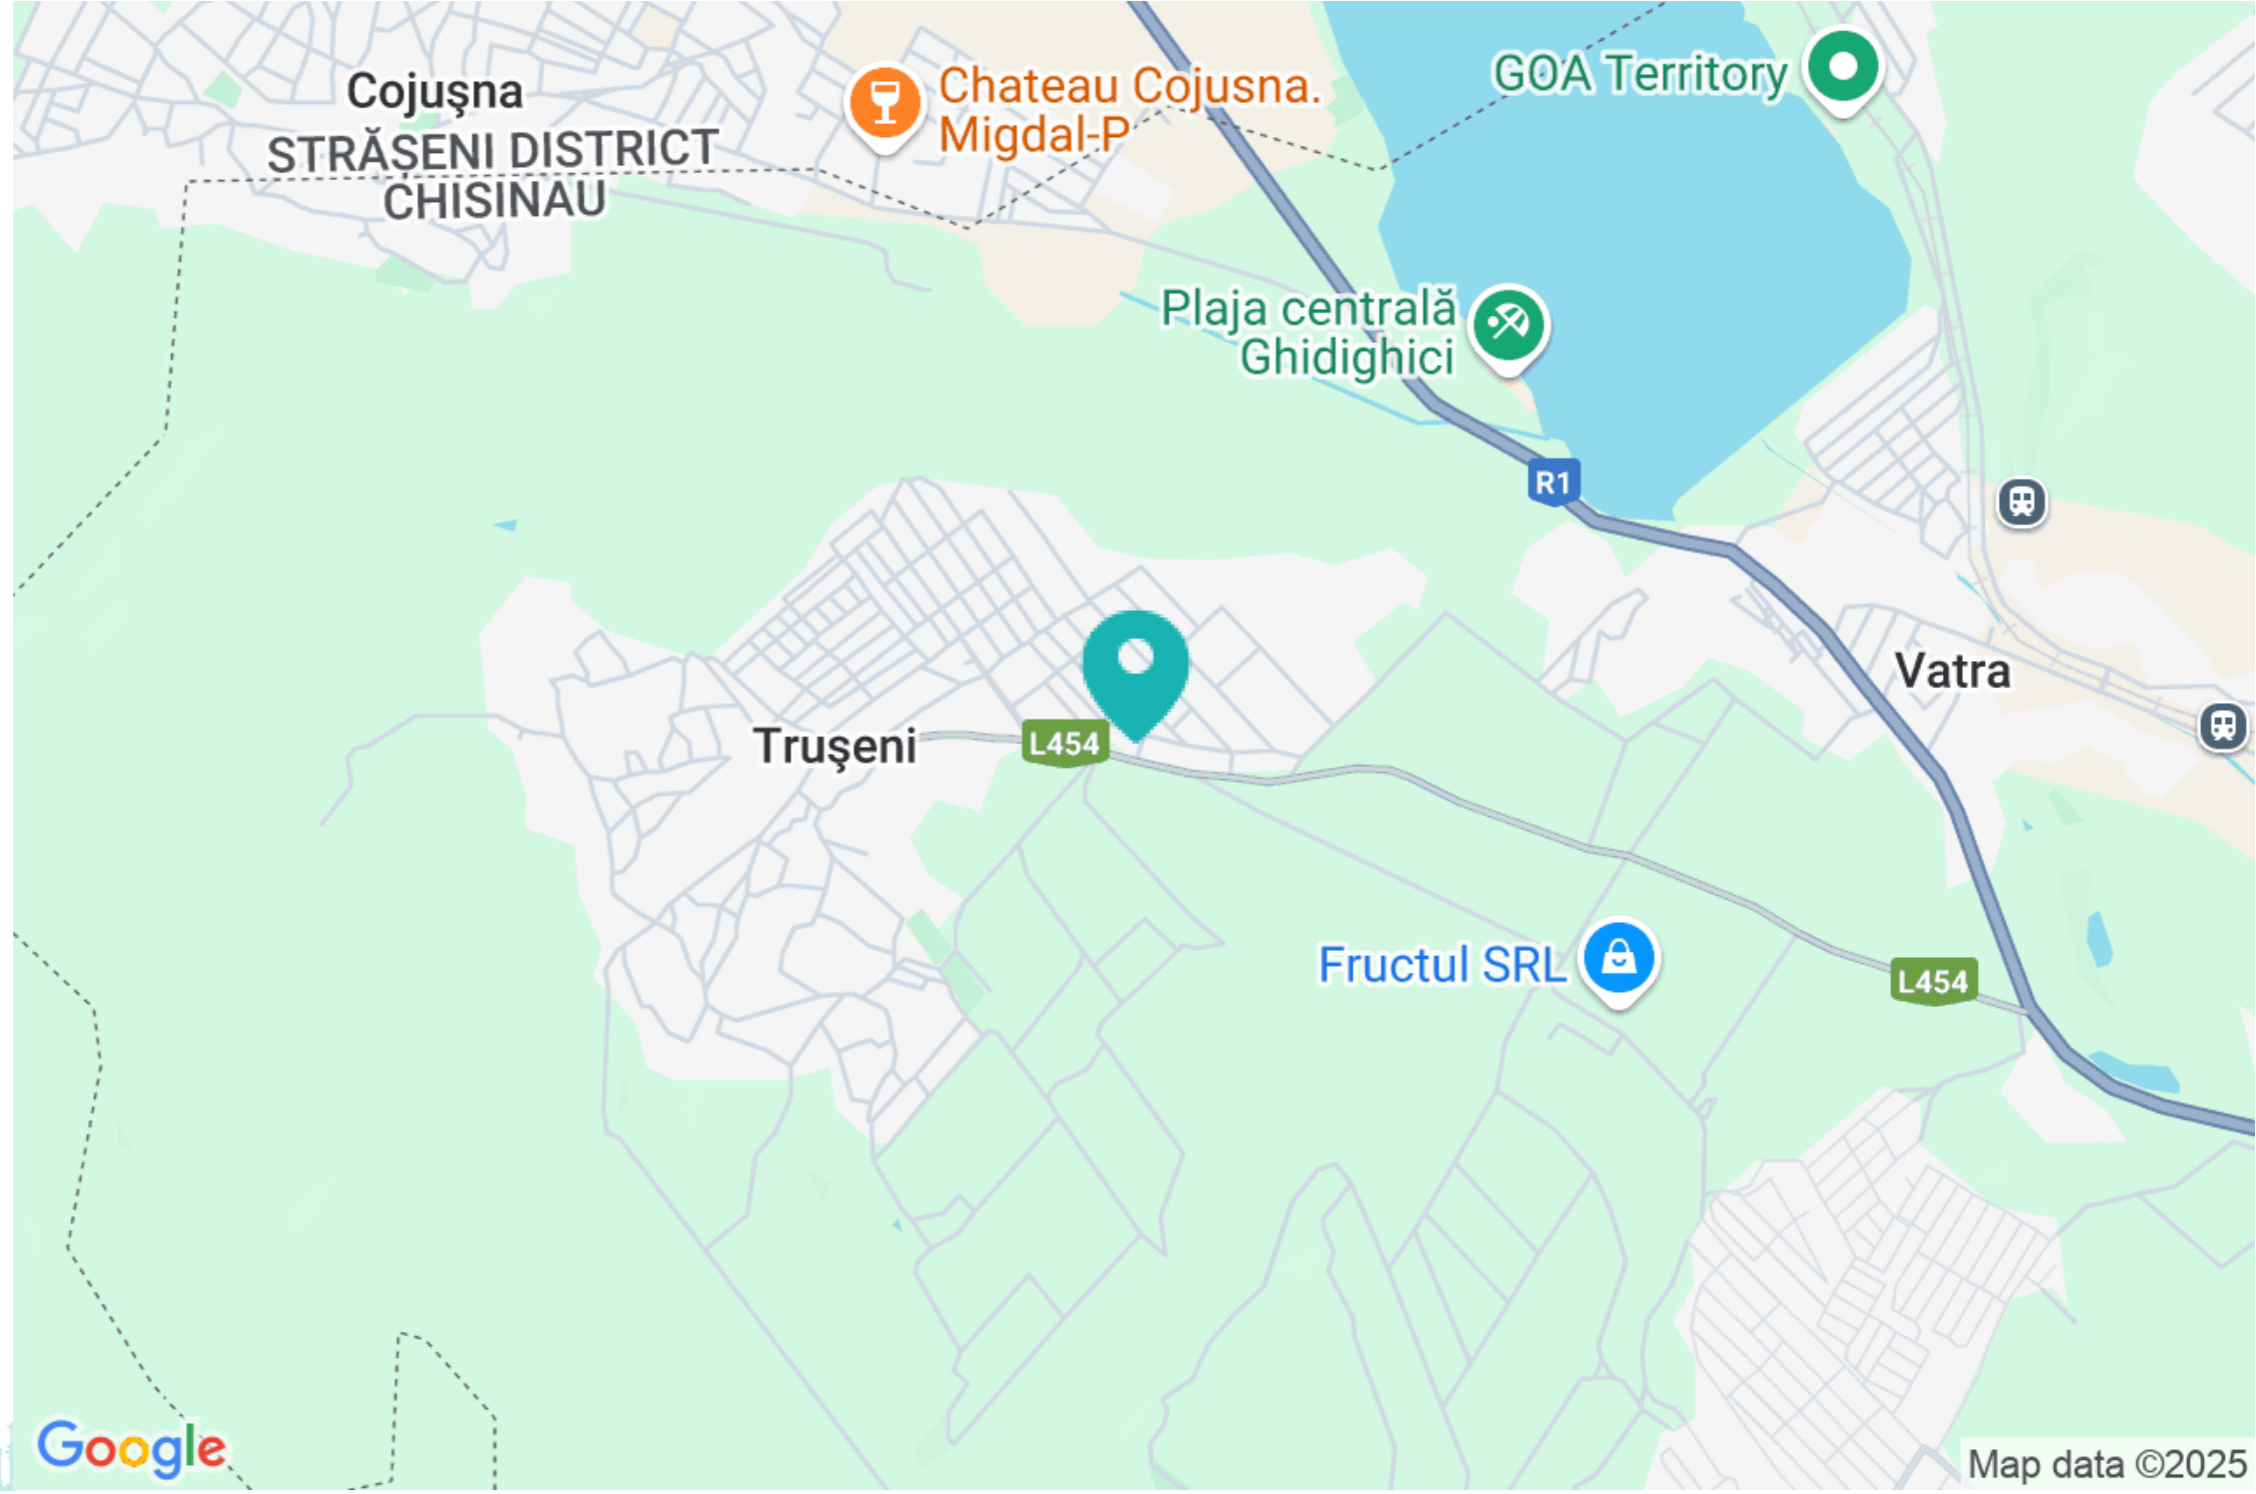 Cojuşna
STRĂȘENI DISTRICT
CHISINAU
Chateau Cojusna.
Migdal-P
GOA Territory
Plaja centrală
Ghidighici
R1
Vatra
Truşeni
L454
Fructul SRL
L454
Google
Map data ©2025